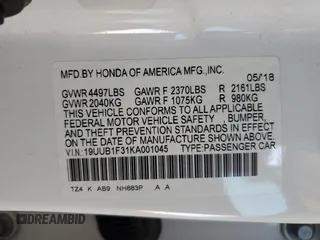 MFD.BY HONDA OF AMERICA MFG.,INC. 05/18
GVWR 4497LBS GAWR F 2370LBS R 2161LBS
GVWR 2040KG GAWR F 1075KG R 980KG
THIS VEHICLE CONFORMS TO ALL APPLICABLE
FEDERAL MOTOR VEHICLE SAFETY , BUMPER,
AND THEFT PREVENTION STANDARDS IN EFFECT
ON THE DATE OF MANUFACTURE SHOWN ABOVE.
V.I.N: 19UUB1F31KA001045 TYPE:PASSENGER CAR
TZ4 K AB9 NH883P A A
DREAMBID